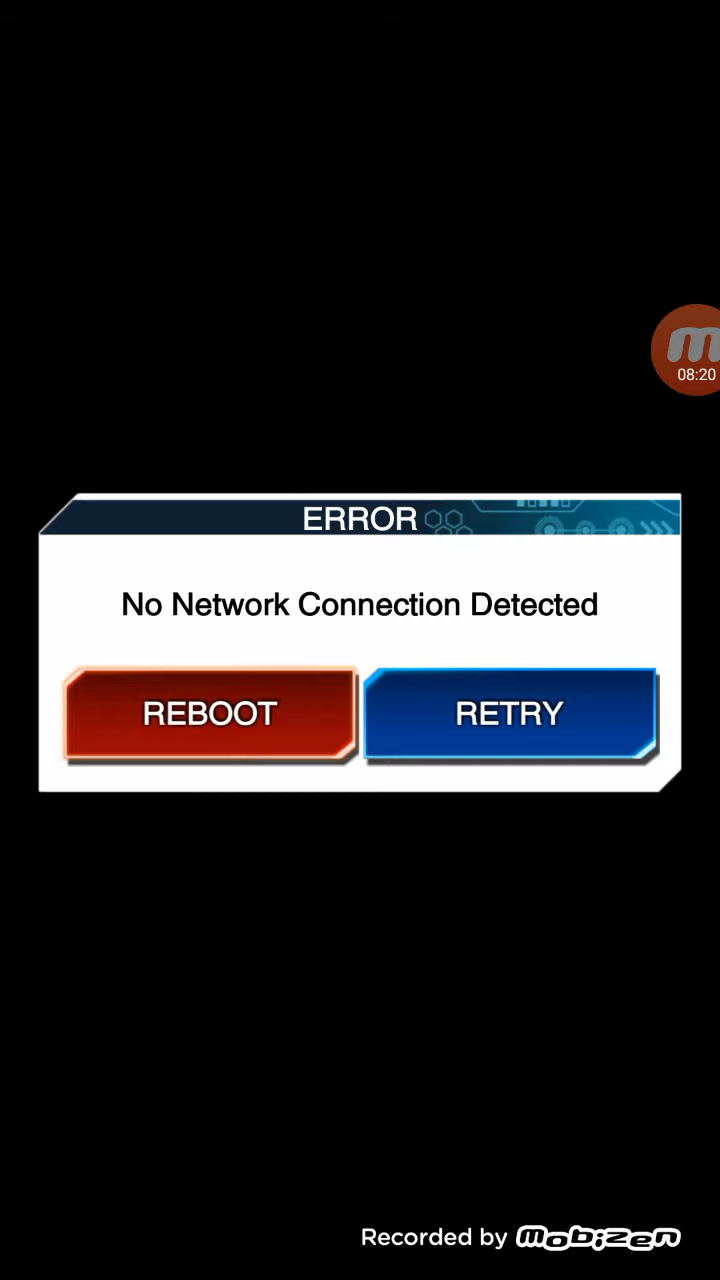 m
08:20
ERROR
No Network Connection Detected
REBOOT
RETRY
Recorded by mobizen